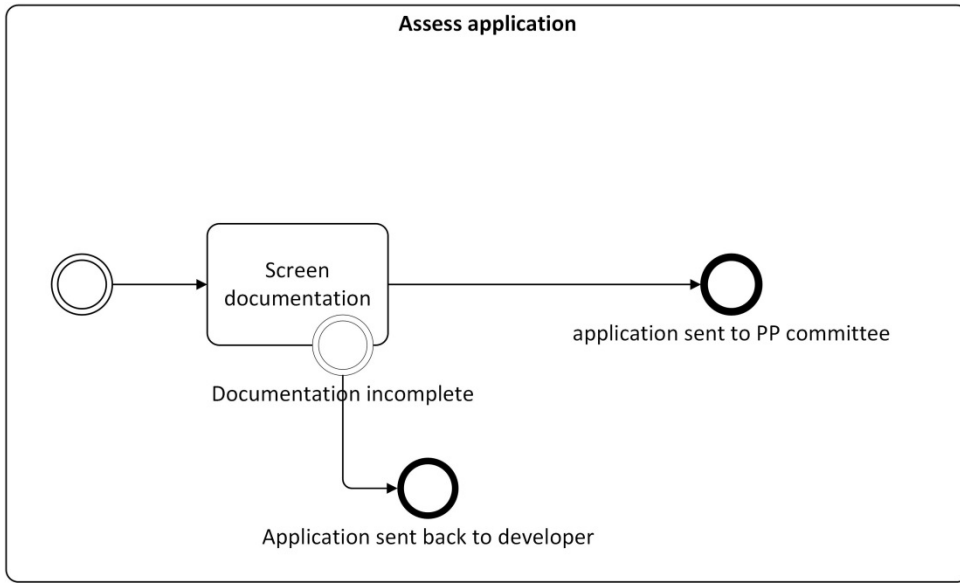 Assess application
Screen
documentation
application sent to PP committee
Documentation incomplete
Application sent back to developer